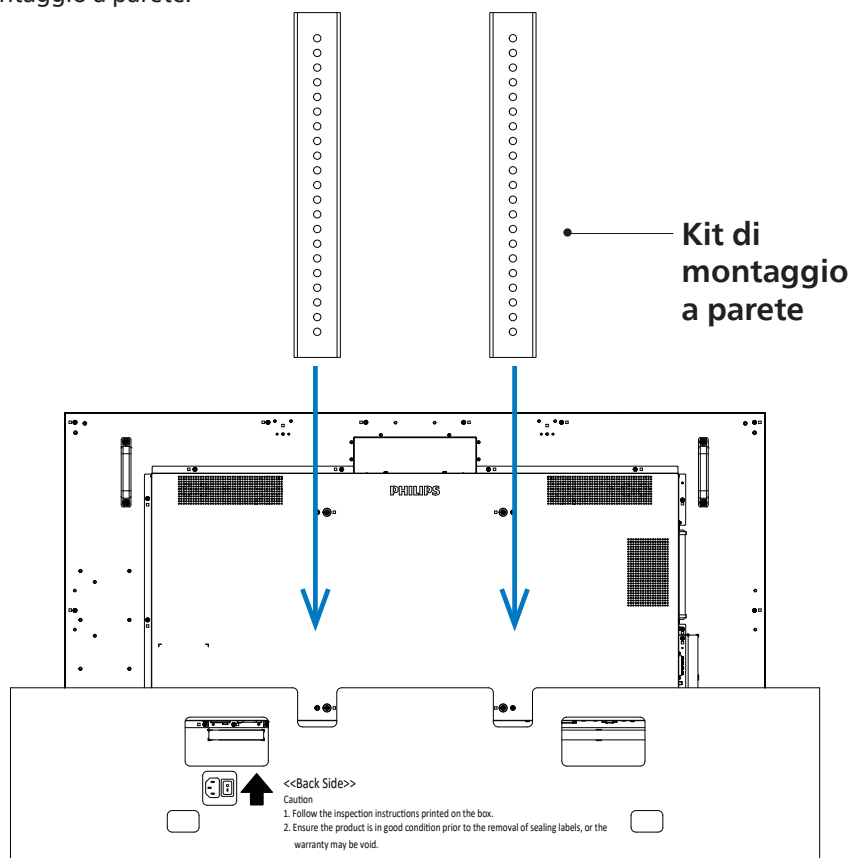 ntaggio a parete.
Kit di
montaggio
a parete
PHILIPS
<<Back Side>>
Caution
1. Follow the inspection instructions printed on the box.
2. Ensure the product is in good condition prior to the removal of sealing labels, or the
warranty may be void.